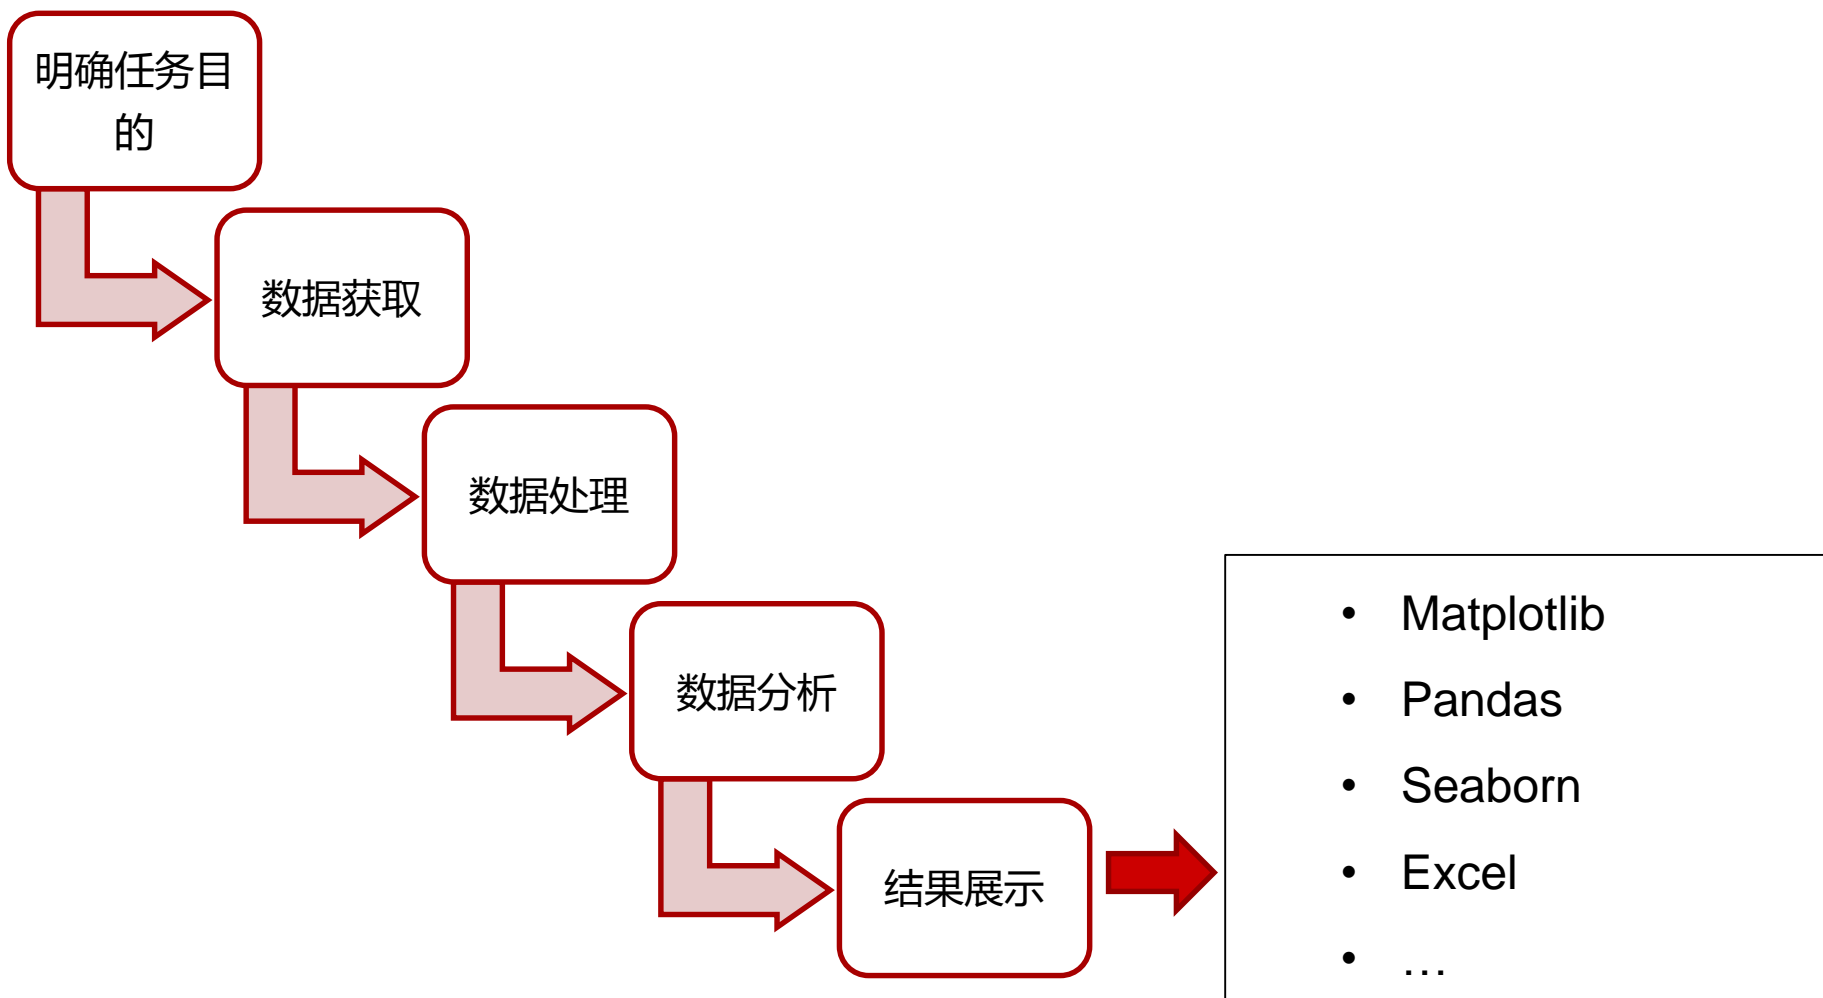 明确任务目
的
数据获取
数据处理
数据分析
结果展示
• Matplotlib
• Pandas
• Seaborn
• Excel
• …